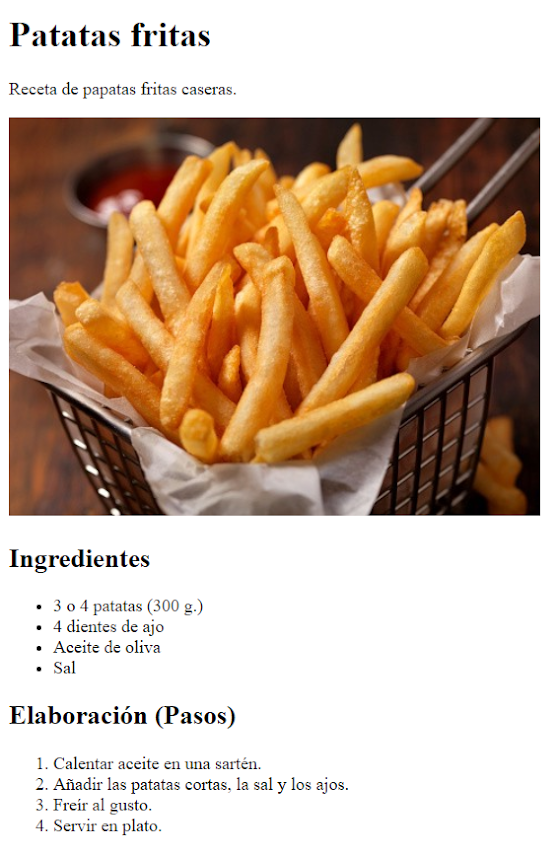 Patatas fritas
Receta de papatas fritas caseras.
Ingredientes
3 o 4 patatas (300 g.)
4 dientes de ajo
Aceite de oliva
Sal
Elaboración (Pasos)
1. Calentar aceite en una sartén.
2. Añadir las patatas cortas, la sal y los ajos.
3. Freír al gusto.
4. Servir en plato.